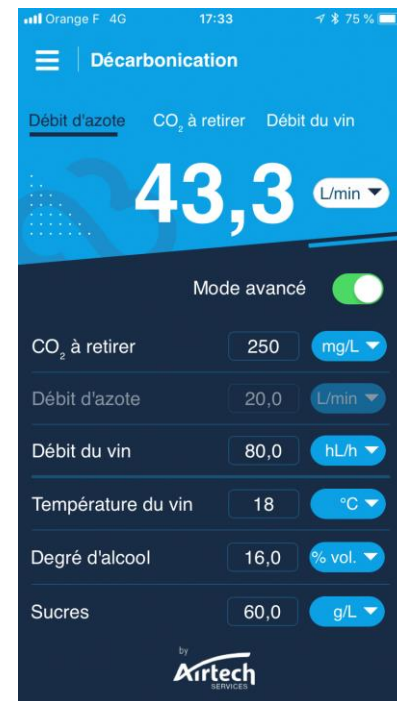 Orange F 4G 17:33 75 %
Décarbonication
Débit d'azote CO₂ à retirer Débit du vin
43,3 L/min
Mode avancé
CO₂ à retirer 250 mg/L
Débit d'azote 20,0 L/min
Débit du vin 80,0 hL/h
Température du vin 18 °C
Degré d'alcool 16,0 % vol.
Sucres 60,0 g/L
by
Airtech
SERVICES